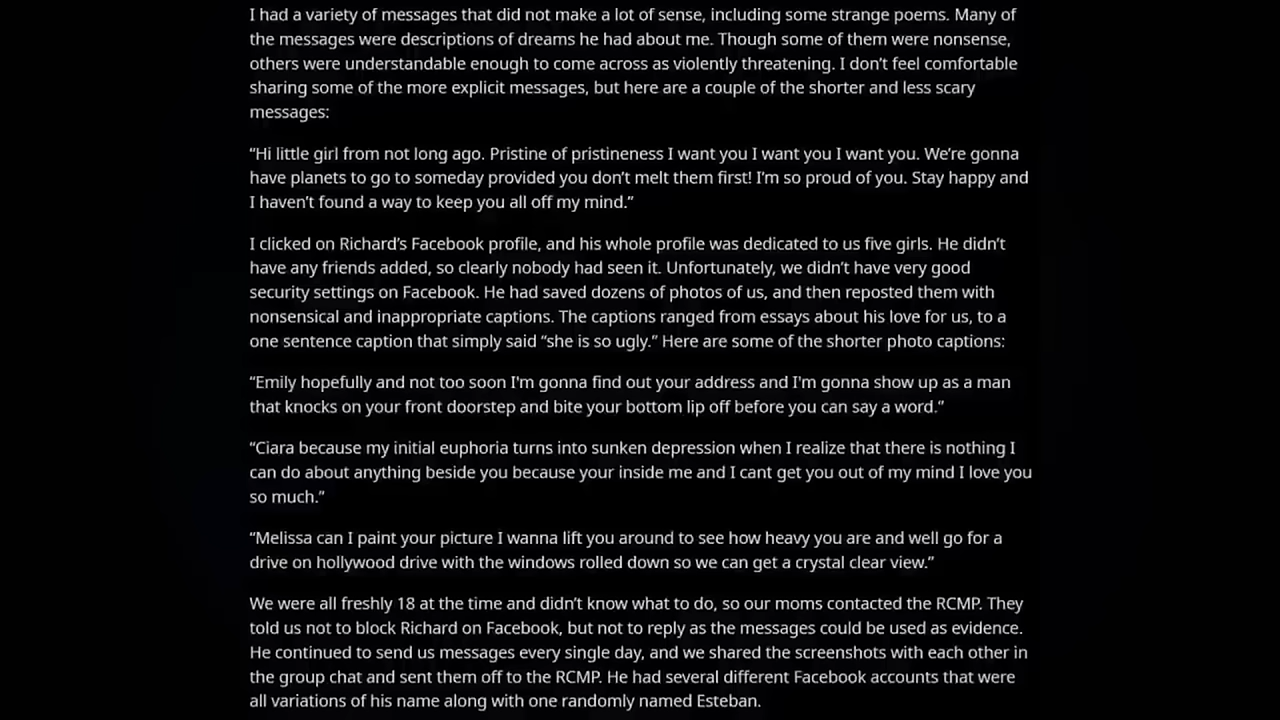 I had a variety of messages that did not make a lot of sense, including some strange poems. Many of
the messages were descriptions of dreams he had about me. Though some of them were nonsense,
others were understandable enough to come across as violently threatening. I don’t feel comfortable
sharing some of the more explicit messages, but here are a couple of the shorter and less scary
messages:
“Hi little girl from not long ago. Pristine of pristineness I want you I want you I want you. We’re gonna
have planets to go to someday provided you don’t melt them first! I’m so proud of you. Stay happy and
I haven’t found a way to keep you all off my mind.”
I clicked on Richard’s Facebook profile, and his whole profile was dedicated to us five girls. He didn’t
have any friends added, so clearly nobody had seen it. Unfortunately, we didn’t have very good
security settings on Facebook. He had saved dozens of photos of us, and then reposted them with
nonsensical and inappropriate captions. The captions ranged from essays about his love for us, to a
one sentence caption that simply said “she is so ugly.” Here are some of the shorter photo captions:
“Emily hopefully and not too soon I'm gonna find out your address and I'm gonna show up as a man
that knocks on your front doorstep and bite your bottom lip off before you can say a word.”
“Ciara because my initial euphoria turns into sunken depression when I realize that there is nothing I
can do about anything beside you because your inside me and I cant get you out of my mind I love you
so much.”
“Melissa can I paint your picture I wanna lift you around to see how heavy you are and well go for a
drive on hollywood drive with the windows rolled down so we can get a crystal clear view.”
We were all freshly 18 at the time and didn’t know what to do, so our moms contacted the RCMP. They
told us not to block Richard on Facebook, but not to reply as the messages could be used as evidence.
He continued to send us messages every single day, and we shared the screenshots with each other in
the group chat and sent them off to the RCMP. He had several different Facebook accounts that were
all variations of his name along with one randomly named Esteban.